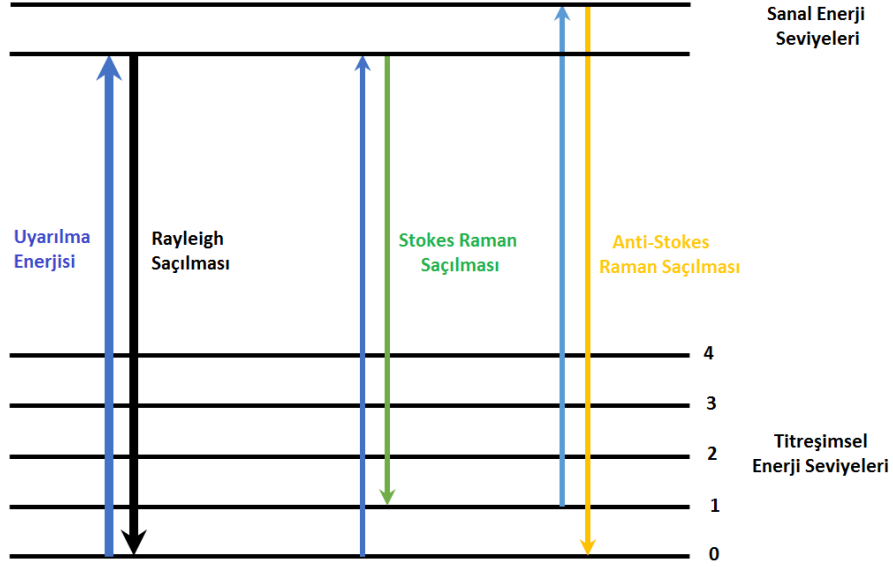 Sanal Enerji
Seviyeleri
Uyarılma
Enerjisi
Rayleigh
Saçılması
Stokes Raman
Saçılması
Anti-Stokes
Raman Saçılması
4
3
2
1
0
Titreşimsel
Enerji Seviyeleri